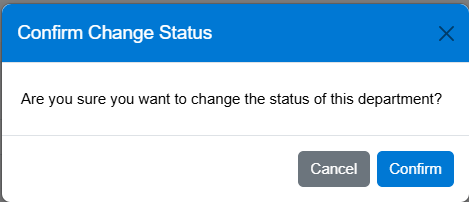 Confirm Change Status
Are you sure you want to change the status of this department?
Cancel Confirm